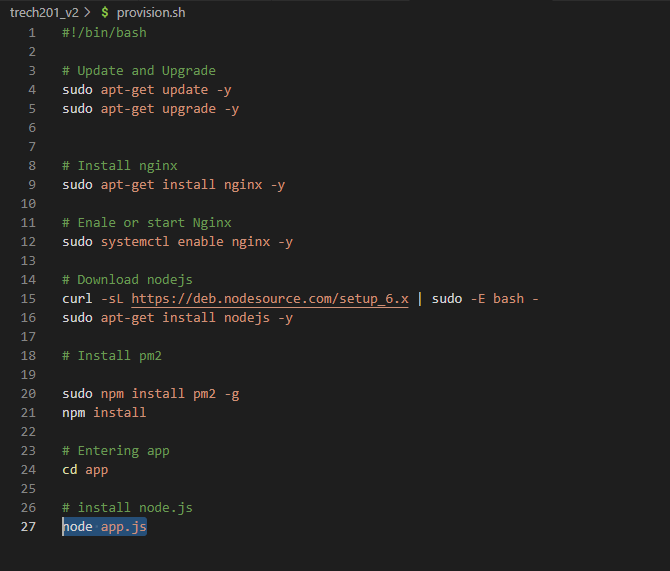 trech201_v2 > $ provision.sh
1 #!/bin/bash
2
3 # Update and Upgrade
4 sudo apt-get update -y
5 sudo apt-get upgrade -y
6
7
8 # Install nginx
9 sudo apt-get install nginx -y
10
11 # Enale or start Nginx
12 sudo systemctl enable nginx -y
13
14 # Download nodejs
15 curl -sL https://deb.nodesource.com/setup_6.x | sudo -E bash -
16 sudo apt-get install nodejs -y
17
18 # Install pm2
19
20 sudo npm install pm2 -g
21 npm install
22
23 # Entering app
24 cd app
25
26 # install node.js
27 node app.js